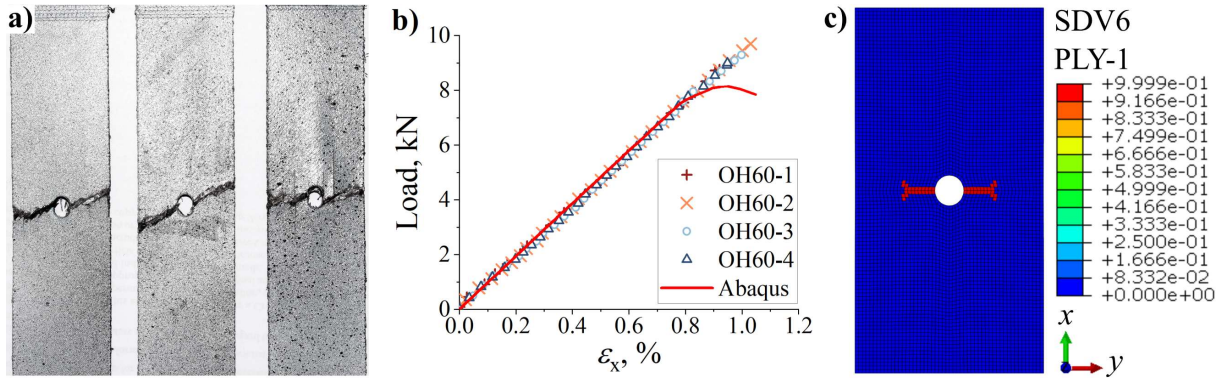 a)
b)
10
8
6
4
2
0
Load, kN
0.0 0.2 0.4 0.6 0.8 1.0 1.2
εx, %
OH60-1
OH60-2
OH60-3
OH60-4
Abaqus
c)
SDV6
PLY-1
+9.999e-01
+9.166e-01
+8.333e-01
+7.499e-01
+6.666e-01
+5.833e-01
+4.999e-01
+4.166e-01
+3.333e-01
+2.500e-01
+1.666e-01
+8.332e-02
+0.000e+00
x
y